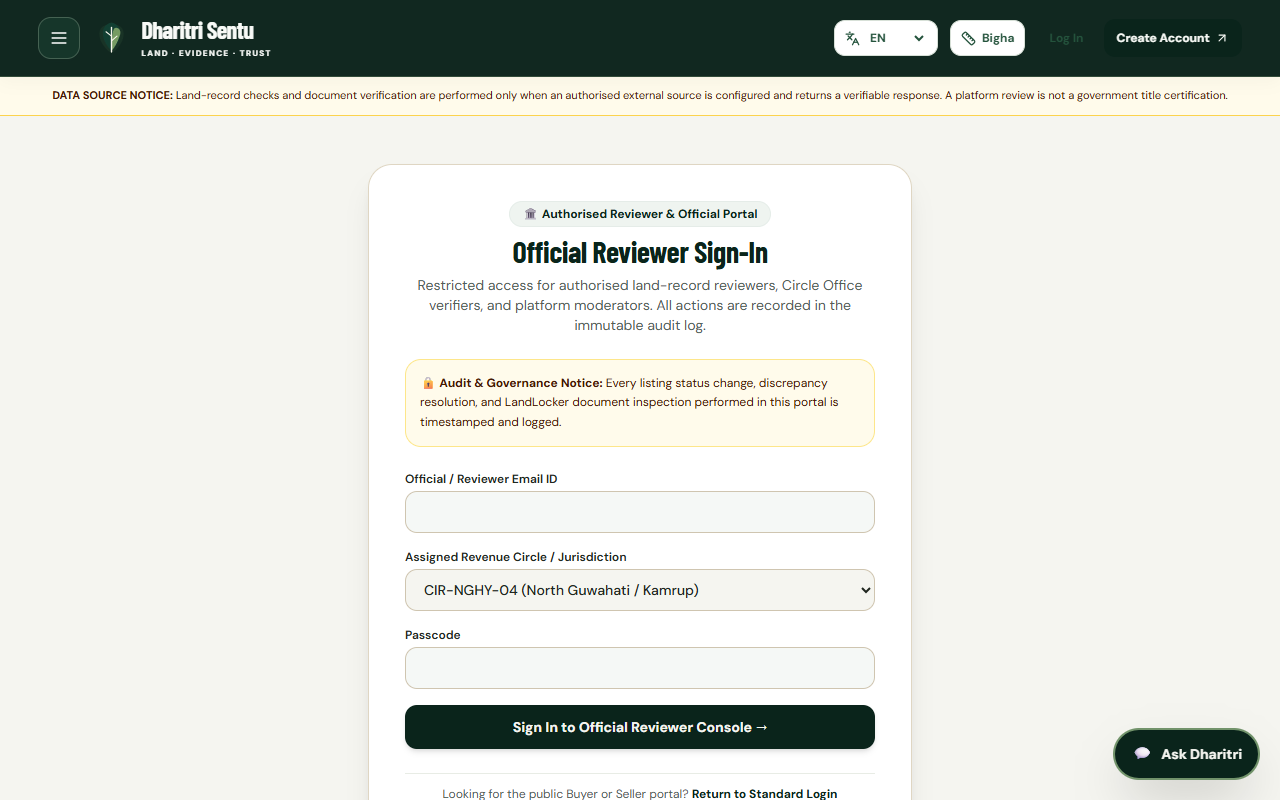 Dharitri Sentu
LAND · EVIDENCE · TRUST
EN
Bigha
Log In
Create Account ↗
DATA SOURCE NOTICE: Land-record checks and document verification are performed only when an authorised external source is configured and returns a verifiable response. A platform review is not a government title certification.
Authorised Reviewer & Official Portal
Official Reviewer Sign-In
Restricted access for authorised land-record reviewers, Circle Office
verifiers, and platform moderators. All actions are recorded in the
immutable audit log.
Audit & Governance Notice: Every listing status change, discrepancy
resolution, and LandLocker document inspection performed in this portal is
timestamped and logged.
Official / Reviewer Email ID
Assigned Revenue Circle / Jurisdiction
CIR-NGHY-04 (North Guwahati / Kamrup)
Passcode
Sign In to Official Reviewer Console →
Ask Dharitri
Looking for the public Buyer or Seller portal? Return to Standard Login